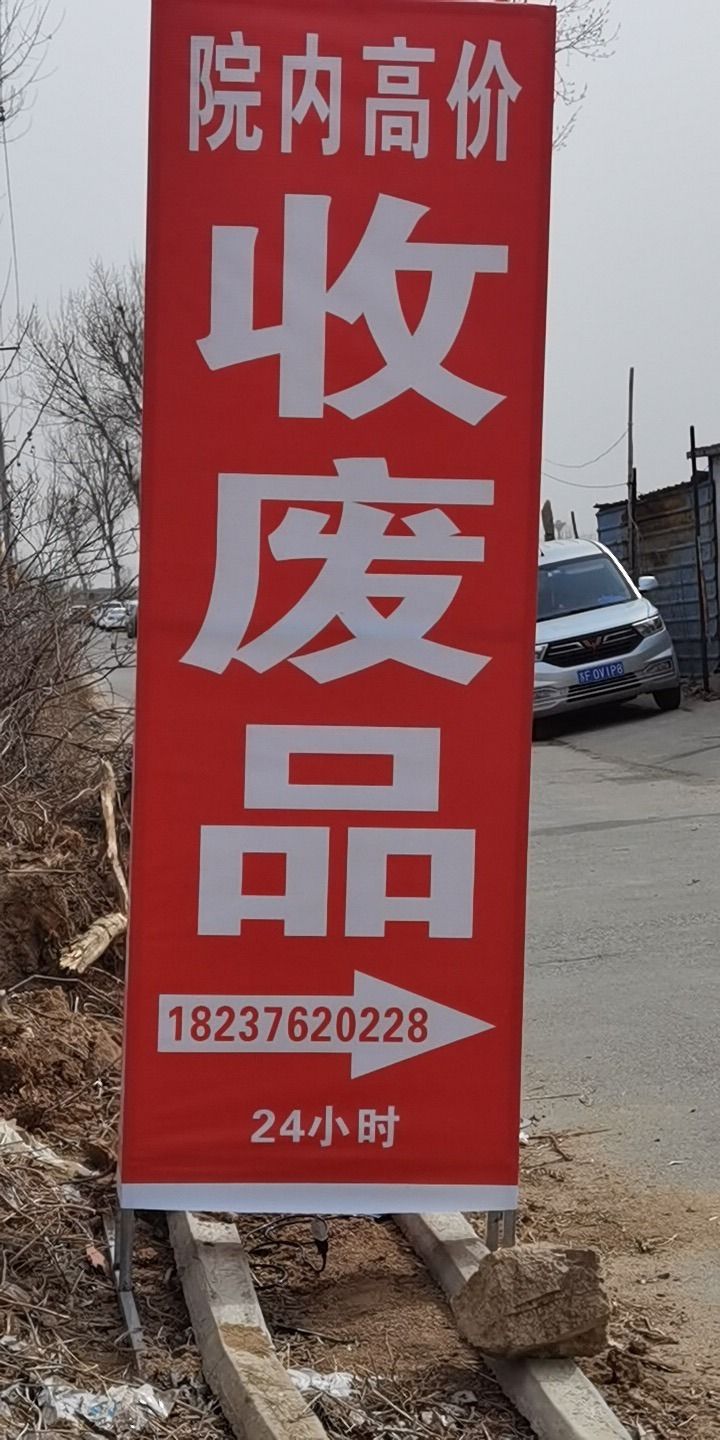 院内高价
收
废
品
18237620228
24小时